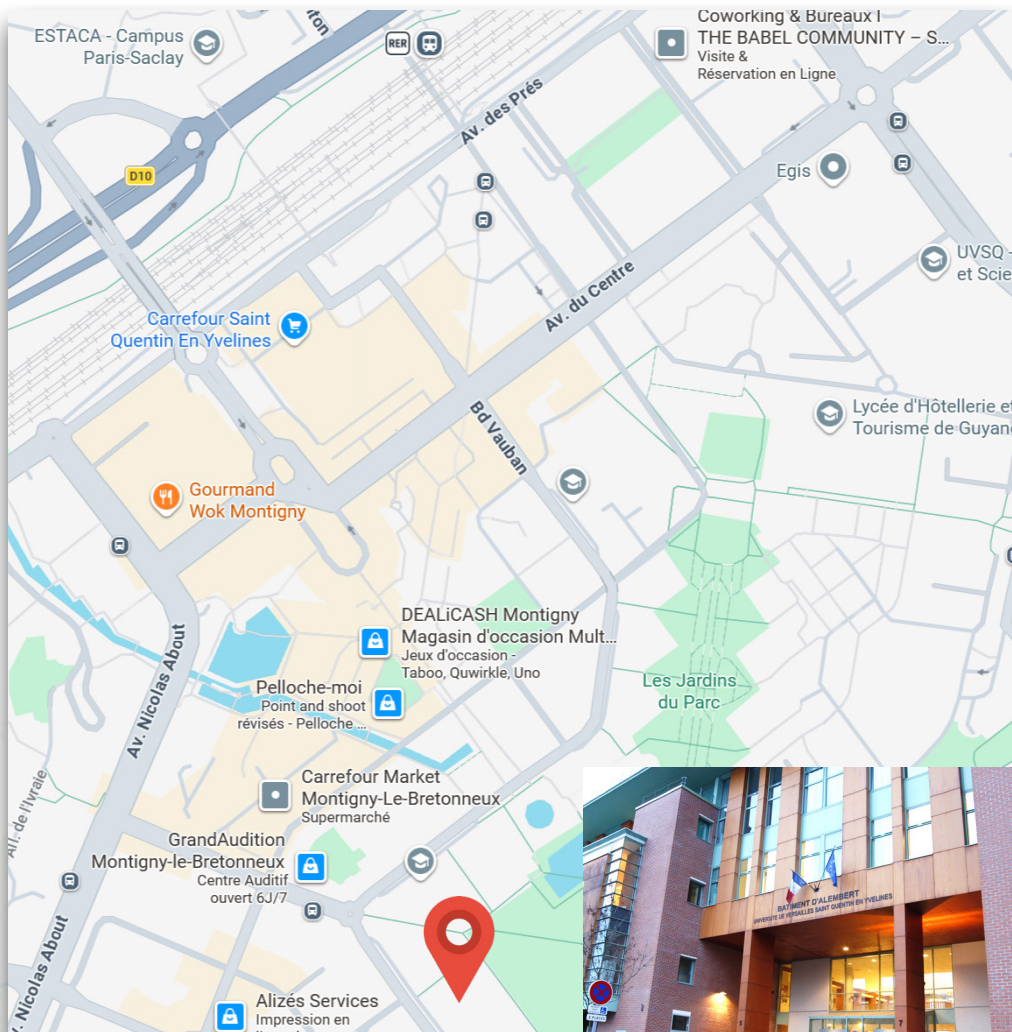 ESTACA - Campus
Paris-Saclay
RER
Coworking & Bureaux I
THE BABEL COMMUNITY – S...
Visite &
Réservation en Ligne
Av. des Prés
D10
Egis
UVSQ -
et Scie
Av. du Centre
Carrefour Saint
Quentin En Yvelines
Lycée d'Hôtellerie et
Tourisme de Guyan
Bd Vauban
Gourmand
Wok Montigny
DEALiCASH Montigny
Magasin d'occasion Mult...
Jeux d'occasion -
Taboo, Quwirkle, Uno
Av. Nicolas About
Les Jardins
du Parc
Pelloche-moi
Point and shoot
révisés - Pelloche ...
Carrefour Market
Montigny-Le-Bretonneux
Supermarché
All. de l'Ivraie
GrandAudition
Montigny-le-Bretonneux
Centre Auditif
ouvert 6J/7
BATIMENT D'ALEMBERT
UNIVERSITE DE VERSAILLES SAINT QUENTIN EN YVELINES
7
Nicolas About
Alizés Services
Impression en